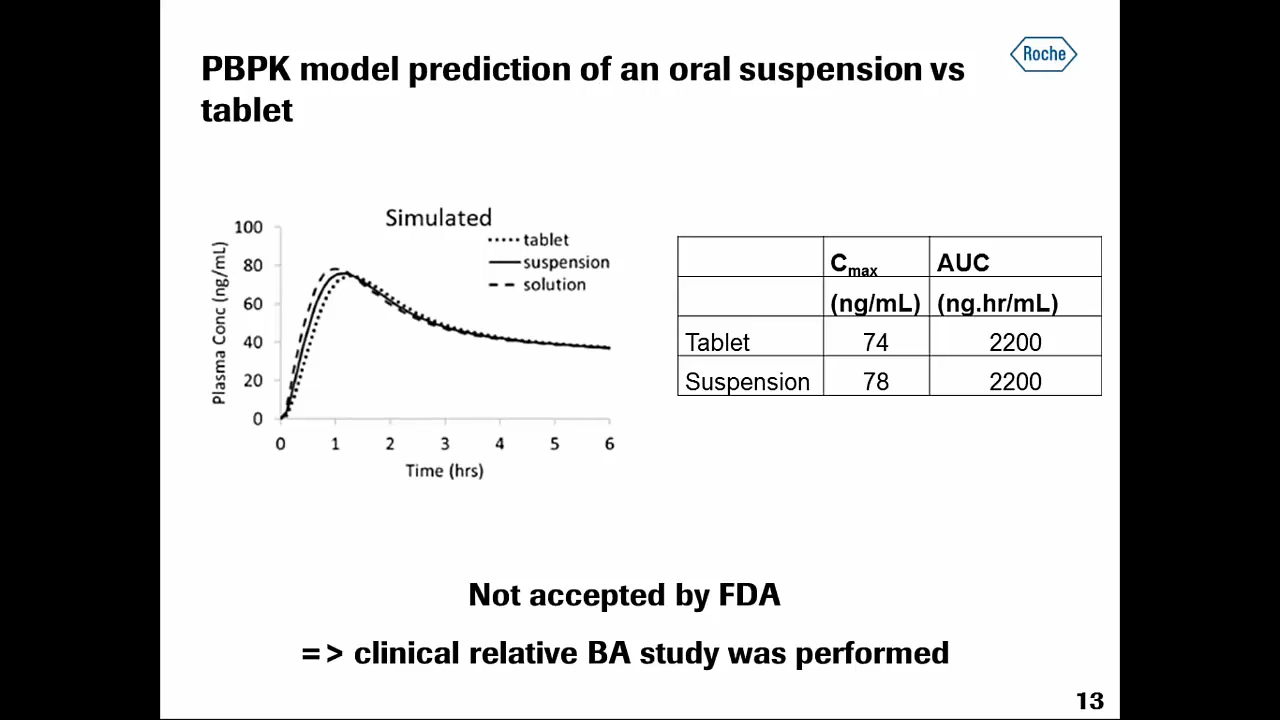 PBPK model prediction of an oral suspension vs
tablet
Roche
Simulated
tablet
suspension
solution
Plasma Conc (ng/mL)
100
80
60
40
20
0
0 1 2 3 4 5 6
Time (hrs)
Cmax AUC
(ng/mL) (ng.hr/mL)
Tablet 74 2200
Suspension 78 2200
Not accepted by FDA
=> clinical relative BA study was performed
13